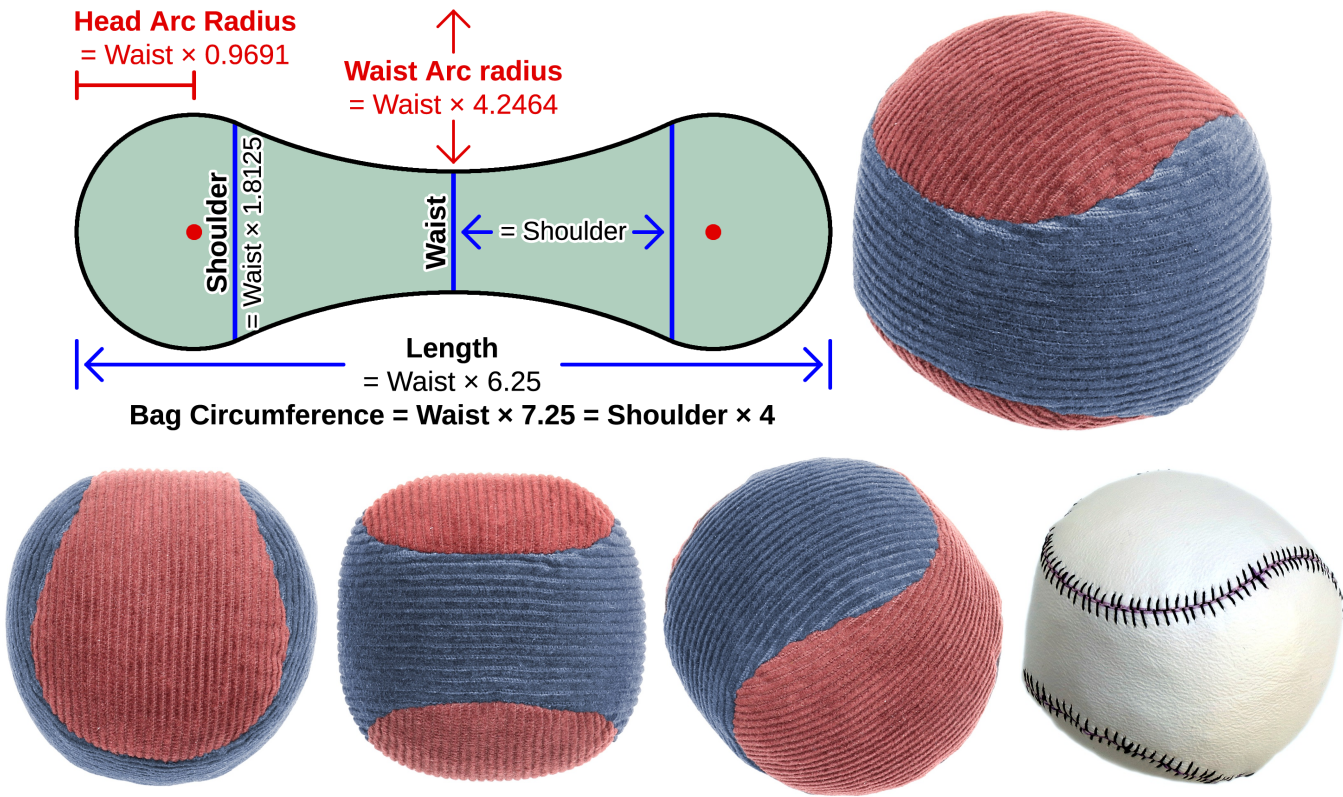 Head Arc Radius
= Waist × 0.9691
Waist Arc radius
= Waist × 4.2464
Shoulder
= Waist × 1.8125
Waist
= Shoulder
Length
= Waist × 6.25
Bag Circumference = Waist × 7.25 = Shoulder × 4